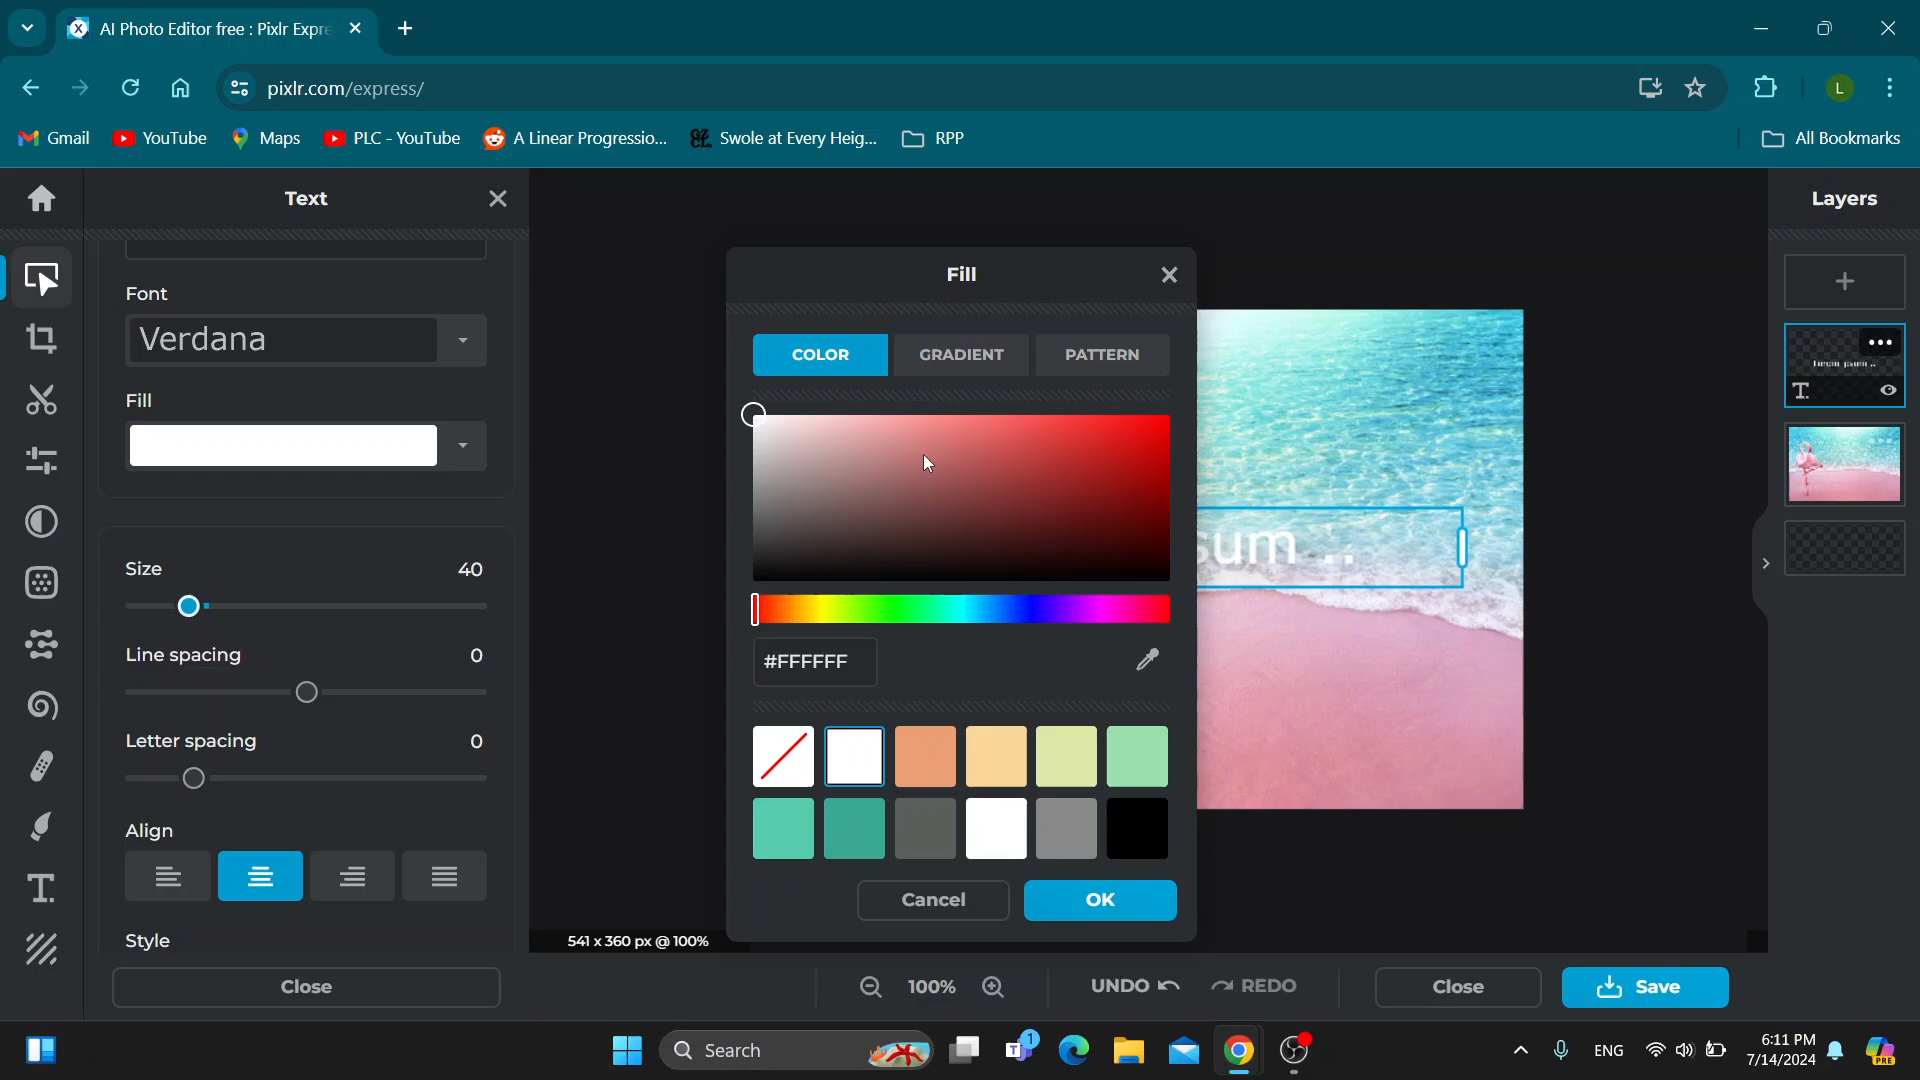 AI Photo Editor free : Pixlr Expre
pixlr.com/express/
L
Gmail
YouTube
Maps
PLC - YouTube
A Linear Progressio...
Swole at Every Heig...
RPP
All Bookmarks
Text
Font
Verdana
Fill
Size 40
Line spacing 0
Letter spacing 0
Align
Style
Close
Fill
COLOR GRADIENT PATTERN
#FFFFFF
Cancel OK
sum ..
541 x 360 px @ 100%
100%
UNDO REDO
Close Save
Layers
Search
1
ENG
6:11 PM
7/14/2024
PRE